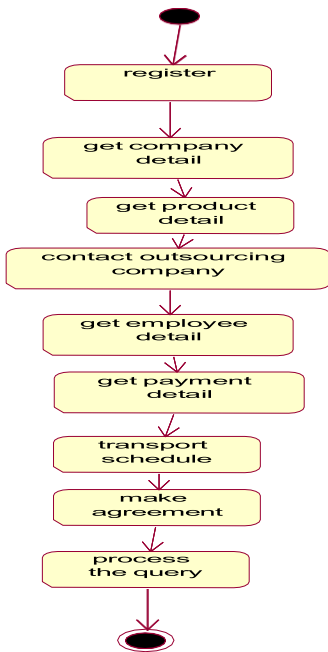 register
get company
detail
get product
detail
contact outsourcing
company
get employee
detail
get payment
detail
transport
schedule
make
agreement
process
the query